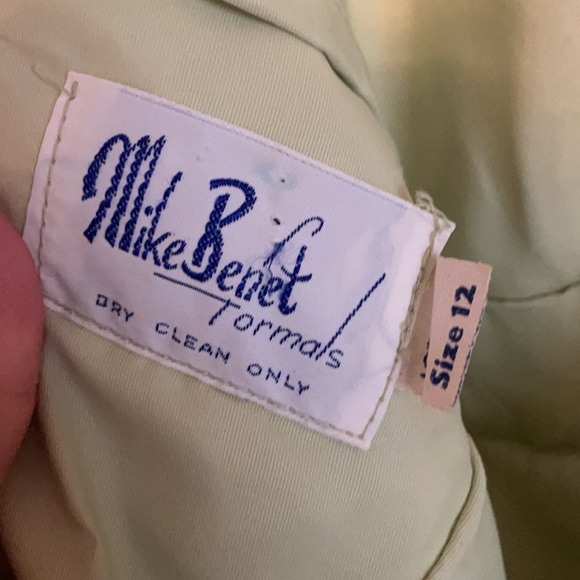 Mike Benet
Formals
DRY CLEAN ONLY
Size 12